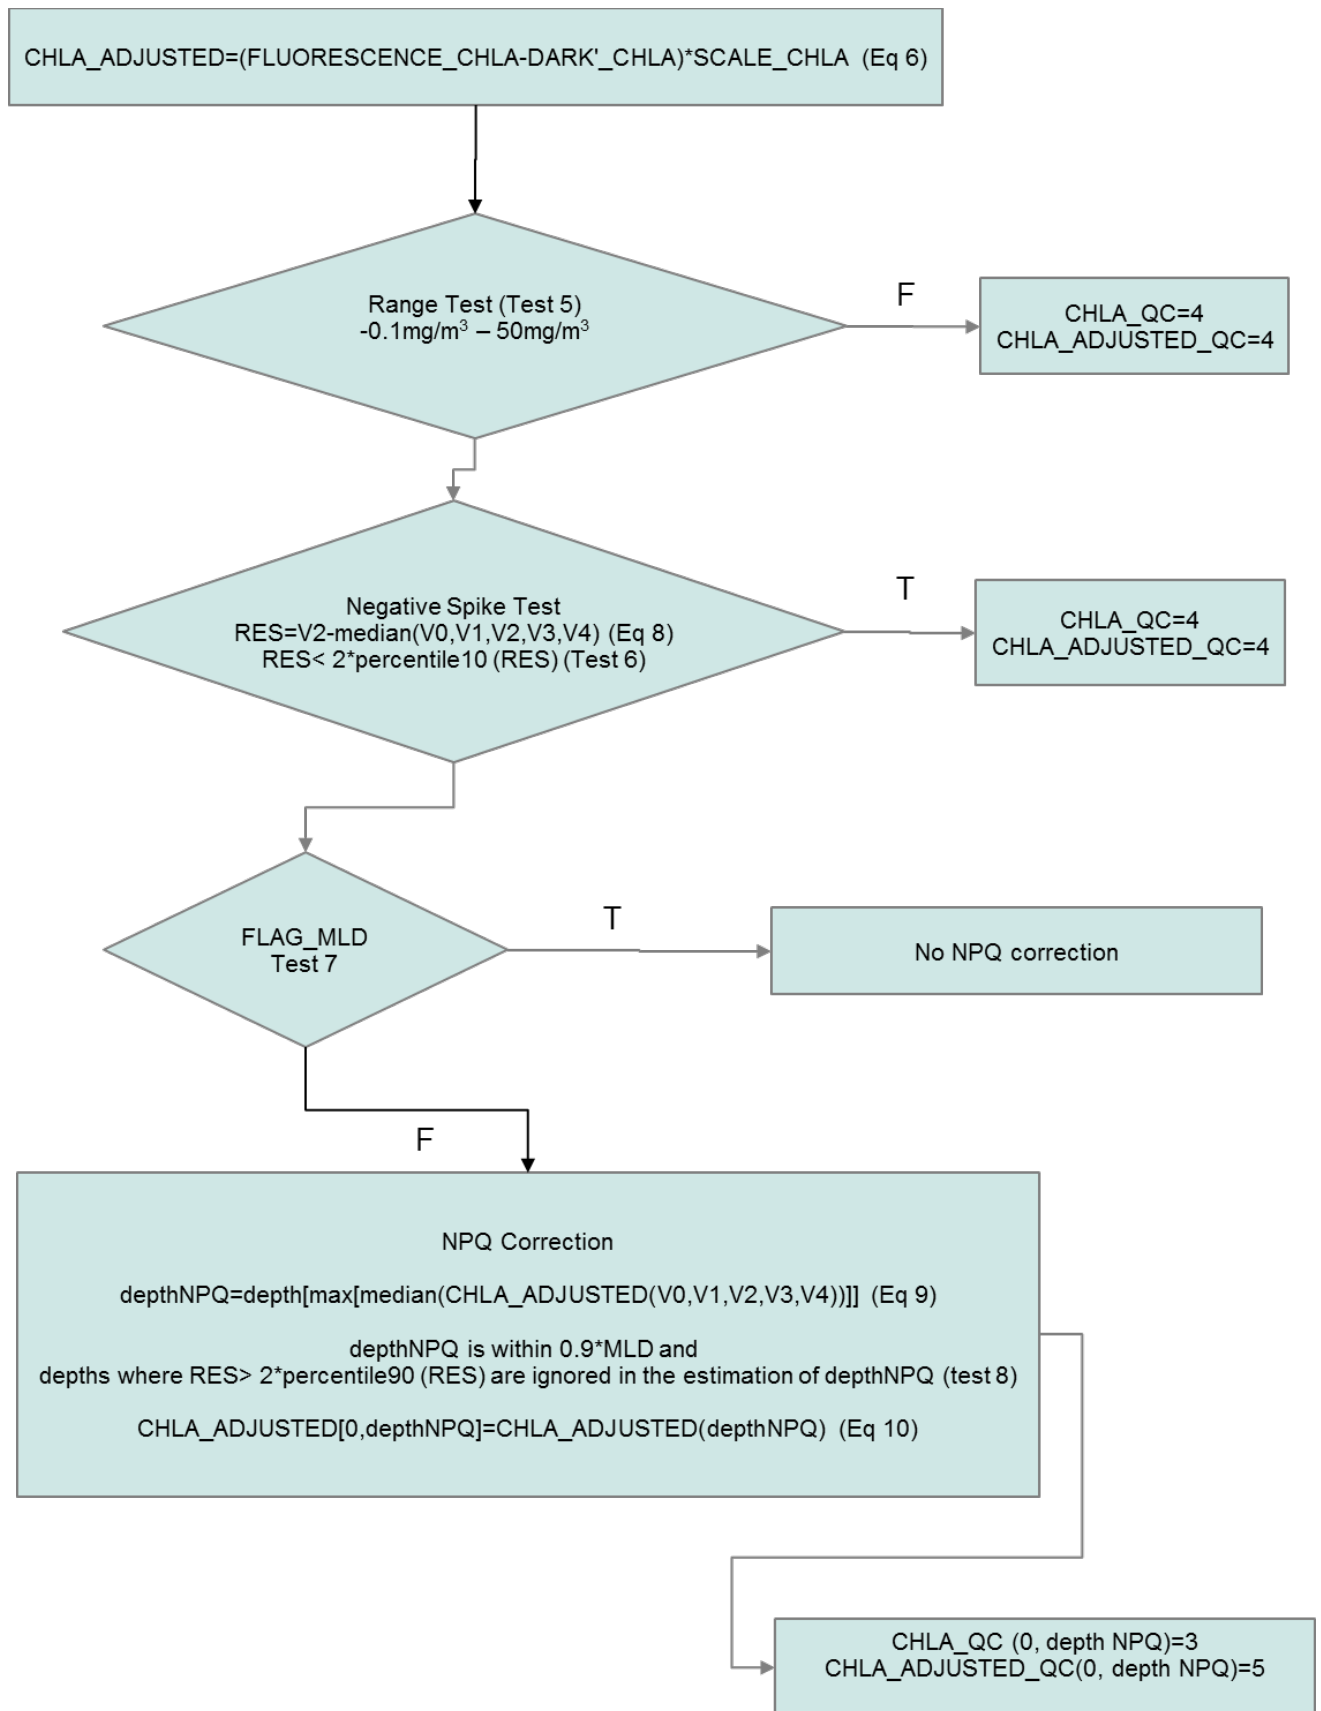 CHLA_ADJUSTED=(FLUORESCENCE_CHLA-DARK'_CHLA)*SCALE_CHLA (Eq 6)
Range Test (Test 5)
-0.1mg/m³ – 50mg/m³
F
CHLA_QC=4
CHLA_ADJUSTED_QC=4
Negative Spike Test
RES=V2-median(V0,V1,V2,V3,V4) (Eq 8)
RES< 2*percentile10 (RES) (Test 6)
T
CHLA_QC=4
CHLA_ADJUSTED_QC=4
FLAG_MLD
Test 7
T
No NPQ correction
F
NPQ Correction
depthNPQ=depth[max[median(CHLA_ADJUSTED(V0,V1,V2,V3,V4))]] (Eq 9)
depthNPQ is within 0.9*MLD and
depths where RES> 2*percentile90 (RES) are ignored in the estimation of depthNPQ (test 8)
CHLA_ADJUSTED[0,depthNPQ]=CHLA_ADJUSTED(depthNPQ) (Eq 10)
CHLA_QC (0, depth NPQ)=3
CHLA_ADJUSTED_QC(0, depth NPQ)=5